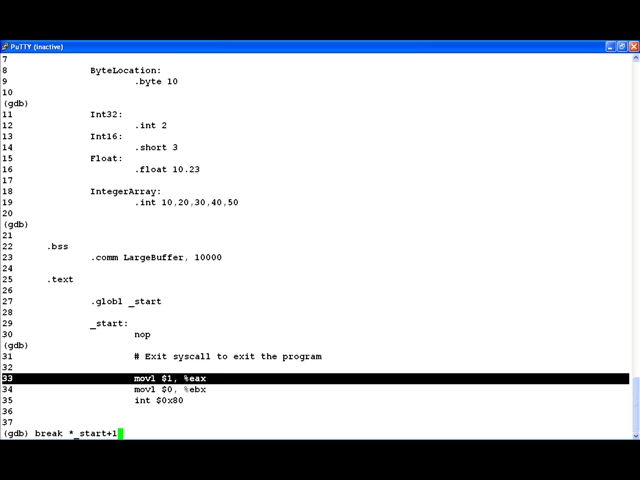 PuTTY (inactive)
7
8 ByteLocation:
9 .byte 10
10
(gdb)
11 Int32:
12 .int 2
13 Int16:
14 .short 3
15 Float:
16 .float 10.23
17
18 IntegerArray:
19 .int 10,20,30,40,50
20
(gdb)
21
22 .bss
23 .comm LargeBuffer, 10000
24
25 .text
26
27 .globl _start
28
29 _start:
30 nop
(gdb)
31 # Exit syscall to exit the program
32
33 movl $1, %eax
34 movl $0, %ebx
35 int $0x80
36
37
(gdb) break *_start+1